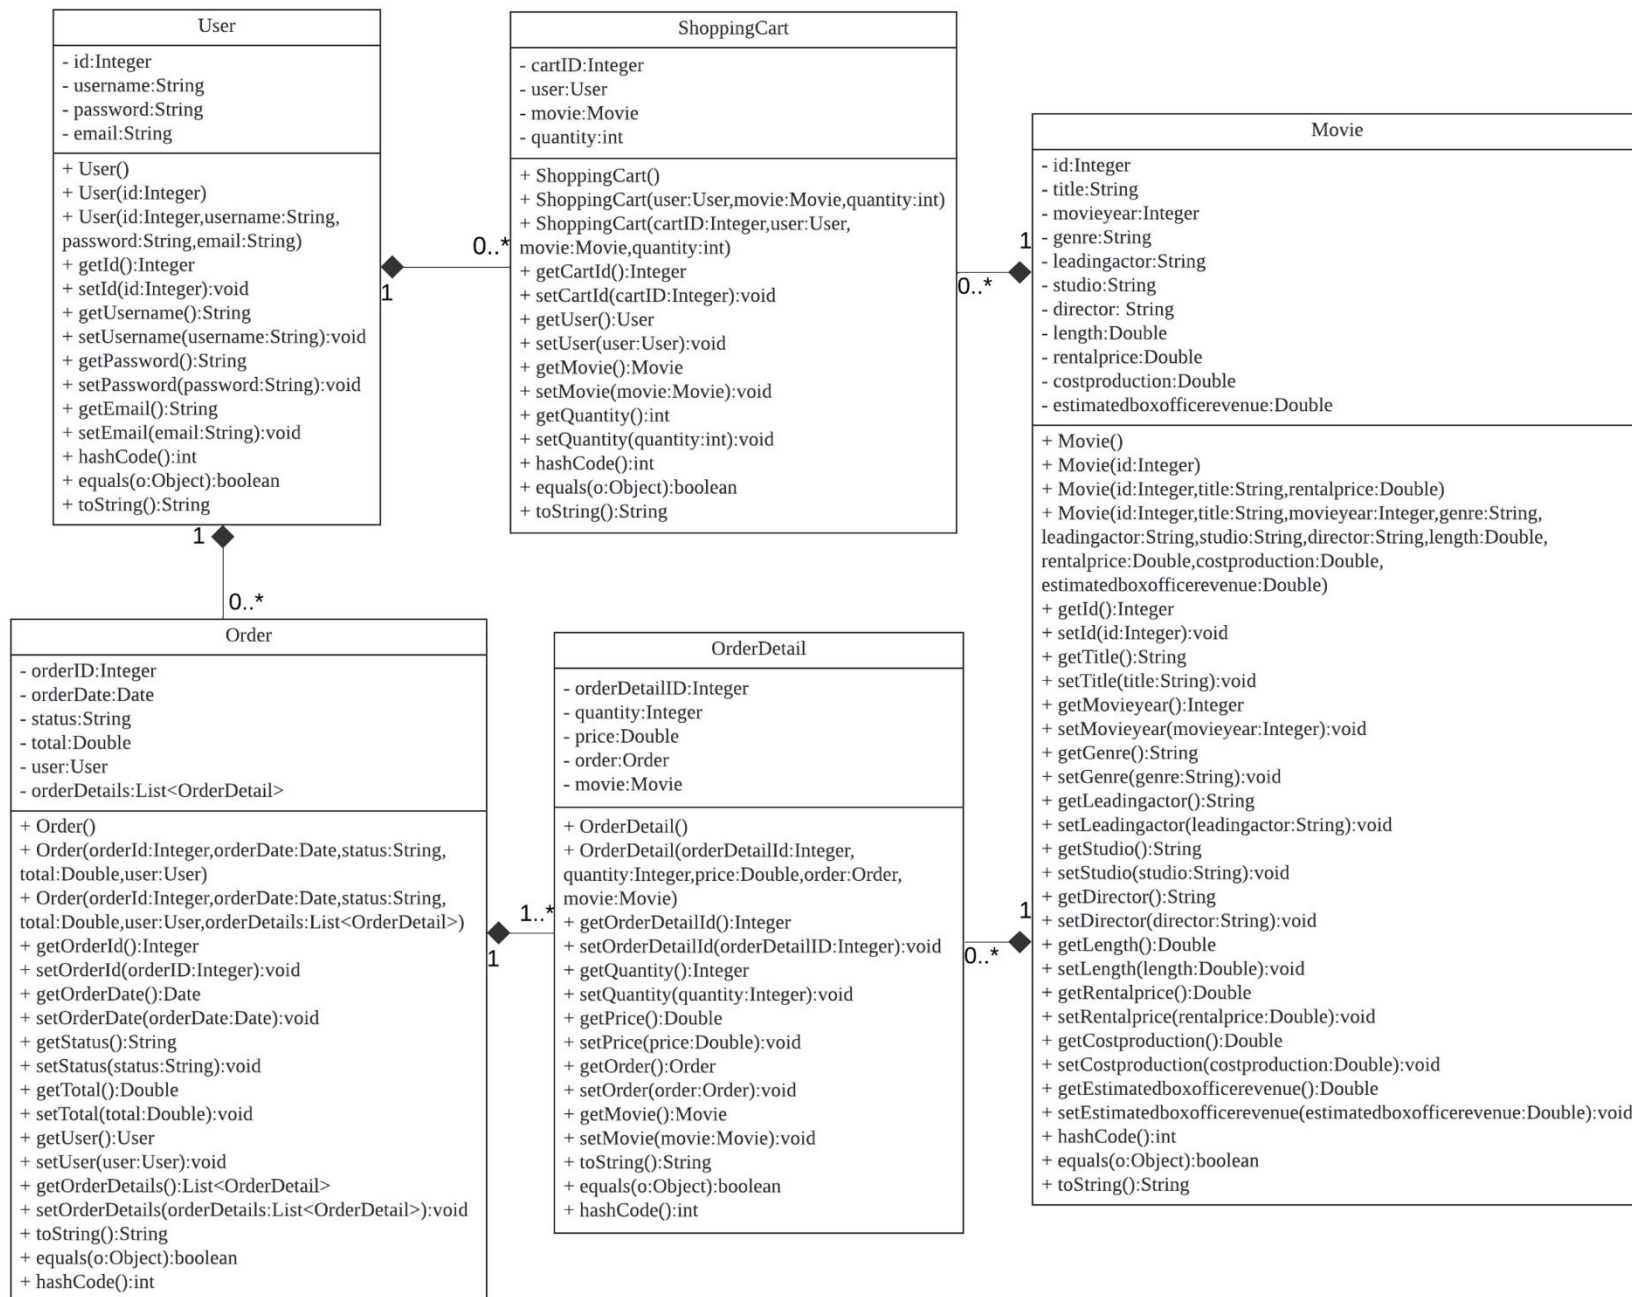 User
- id:Integer
- username:String
- password:String
- email:String
+ User()
+ User(id:Integer)
+ User(id:Integer,username:String,
password:String,email:String)
+ getId():Integer
+ setId(id:Integer):void
+ getUsername():String
+ setUsername(username:String):void
+ getPassword():String
+ setPassword(password:String):void
+ getEmail():String
+ setEmail(email:String):void
+ hashCode():int
+ equals(o:Object):boolean
+ toString():String
1
0..*
1
0..*
ShoppingCart
- cartID:Integer
- user:User
- movie:Movie
- quantity:int
+ ShoppingCart()
+ ShoppingCart(user:User,movie:Movie,quantity:int)
+ ShoppingCart(cartID:Integer,user:User,
movie:Movie,quantity:int)
+ getCartId():Integer
+ setCartId(cartID:Integer):void
+ getUser():User
+ setUser(user:User):void
+ getMovie():Movie
+ setMovie(movie:Movie):void
+ getQuantity():int
+ setQuantity(quantity:int):void
+ hashCode():int
+ equals(o:Object):boolean
+ toString():String
0..*
1
Movie
- id:Integer
- title:String
- movieyear:Integer
- genre:String
- leadingactor:String
- studio:String
- director: String
- length:Double
- rentalprice:Double
- costproduction:Double
- estimatedboxofficerevenue:Double
+ Movie()
+ Movie(id:Integer)
+ Movie(id:Integer,title:String,rentalprice:Double)
+ Movie(id:Integer,title:String,movieyear:Integer,genre:String,
leadingactor:String,studio:String,director:String,length:Double,
rentalprice:Double,costproduction:Double,
estimatedboxofficerevenue:Double)
+ getId():Integer
+ setId(id:Integer):void
+ getTitle():String
+ setTitle(title:String):void
+ getMovieyear():Integer
+ setMovieyear(movieyear:Integer):void
+ getGenre():String
+ setGenre(genre:String):void
+ getLeadingactor():String
+ setLeadingactor(leadingactor:String):void
+ getStudio():String
+ setStudio(studio:String):void
+ getDirector():String
+ setDirector(director:String):void
+ getLength():Double
+ setLength(length:Double):void
+ getRentalprice():Double
+ setRentalprice(rentalprice:Double):void
+ getCostproduction():Double
+ setCostproduction(costproduction:Double):void
+ getEstimatedboxofficerevenue():Double
+ setEstimatedboxofficerevenue(estimatedboxofficerevenue:Double):void
+ hashCode():int
+ equals(o:Object):boolean
+ toString():String
Order
- orderID:Integer
- orderDate:Date
- status:String
- total:Double
- user:User
- orderDetails:List<OrderDetail>
+ Order()
+ Order(orderId:Integer,orderDate:Date,status:String,
total:Double,user:User)
+ Order(orderId:Integer,orderDate:Date,status:String,
total:Double,user:User,orderDetails:List<OrderDetail>)
+ getOrderId():Integer
+ setOrderId(orderID:Integer):void
+ getOrderDate():Date
+ setOrderDate(orderDate:Date):void
+ getStatus():String
+ setStatus(status:String):void
+ getTotal():Double
+ setTotal(total:Double):void
+ getUser():User
+ setUser(user:User):void
+ getOrderDetails():List<OrderDetail>
+ setOrderDetails(orderDetails:List<OrderDetail>):void
+ toString():String
+ equals(o:Object):boolean
+ hashCode():int
1
1..*
OrderDetail
- orderDetailID:Integer
- quantity:Integer
- price:Double
- order:Order
- movie:Movie
+ OrderDetail()
+ OrderDetail(orderDetailId:Integer,
quantity:Integer,price:Double,order:Order,
movie:Movie)
+ getOrderDetailId():Integer
+ setOrderDetailId(orderDetailID:Integer):void
+ getQuantity():Integer
+ setQuantity(quantity:Integer):void
+ getPrice():Double
+ setPrice(price:Double):void
+ getOrder():Order
+ setOrder(order:Order):void
+ getMovie():Movie
+ setMovie(movie:Movie):void
+ toString():String
+ equals(o:Object):boolean
+ hashCode():int
0..*
1